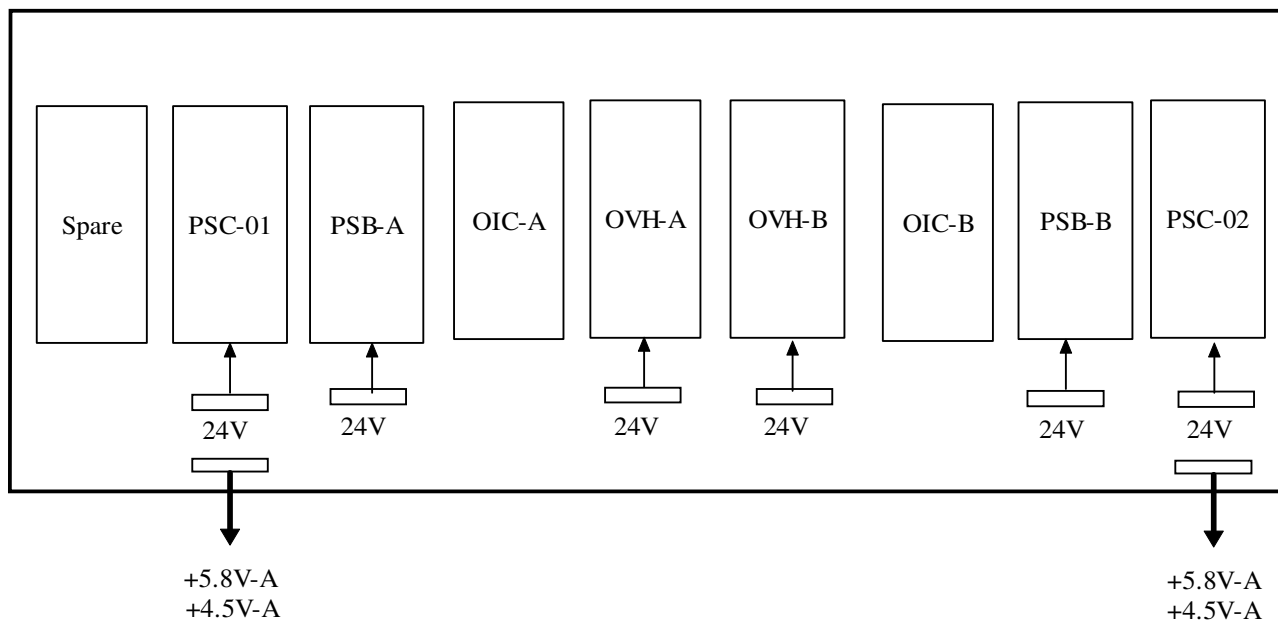 Spare
PSC-01
PSB-A
OIC-A
OVH-A
OVH-B
OIC-B
PSB-B
PSC-02
24V
24V
24V
24V
24V
24V
+5.8V-A
+4.5V-A
+5.8V-A
+4.5V-A